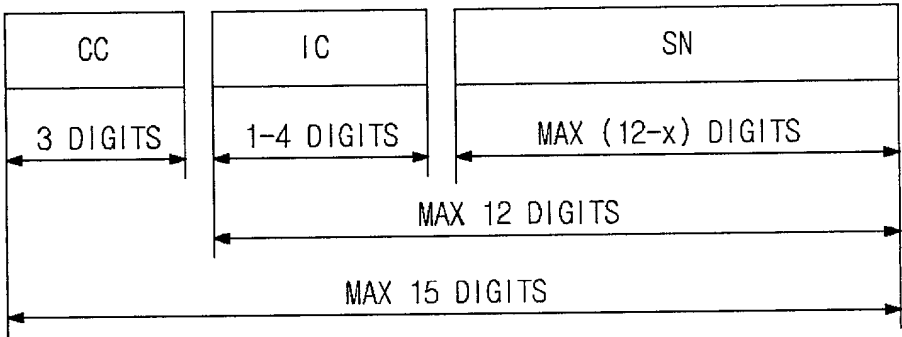 CC IC SN
3 DIGITS 1-4 DIGITS MAX (12-x) DIGITS
MAX 12 DIGITS
MAX 15 DIGITS